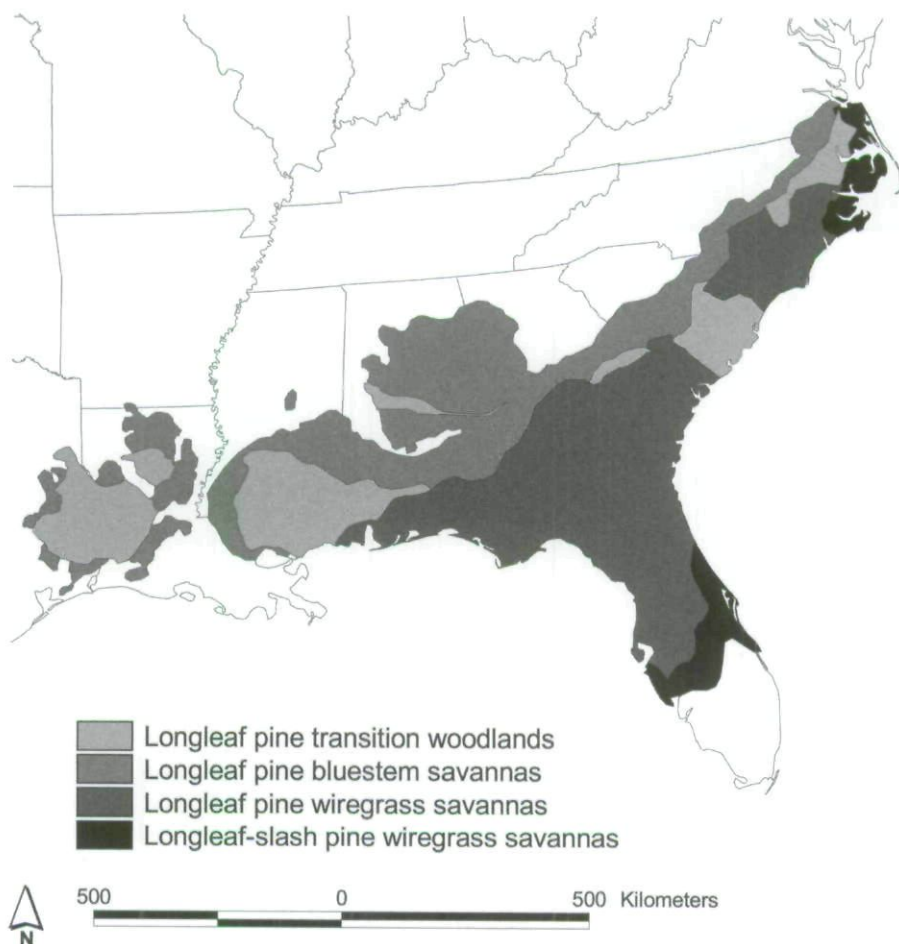 Longleaf pine transition woodlands
Longleaf pine bluestem savannas
Longleaf pine wiregrass savannas
Longleaf-slash pine wiregrass savannas
500 0 500 Kilometers
N